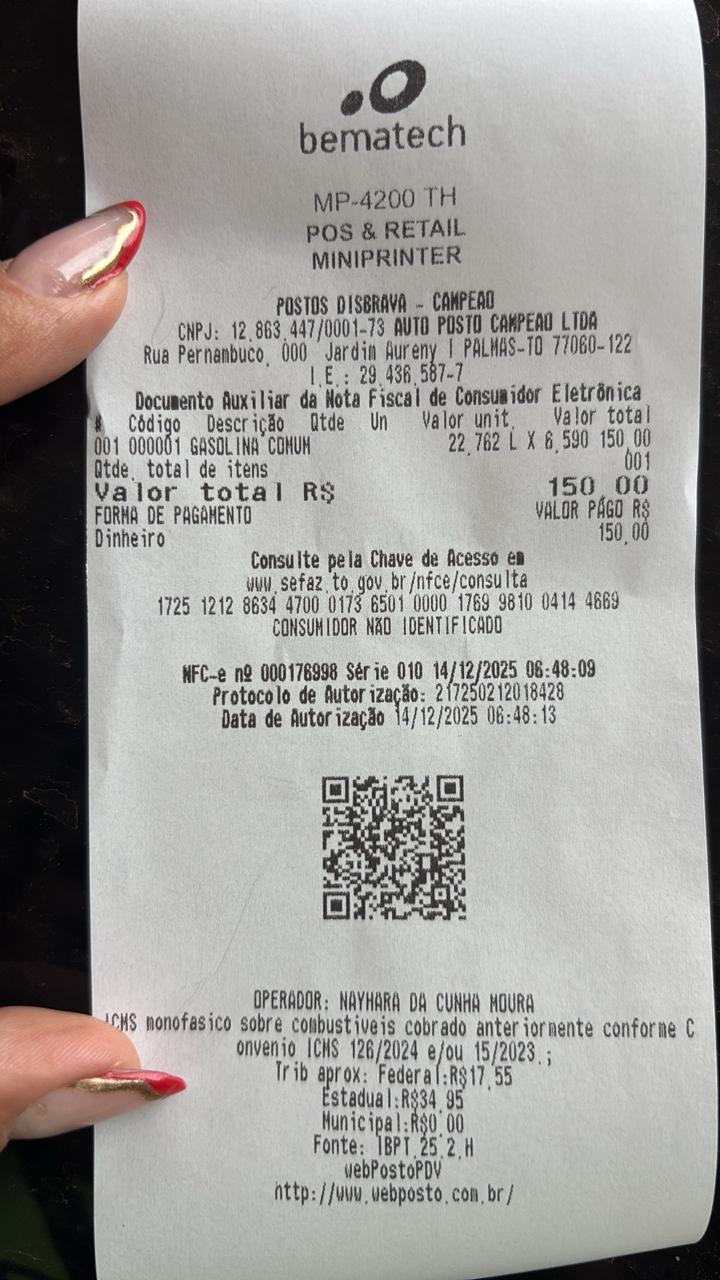 bematech
MP-4200 TH
POS & RETAIL
MINIPRINTER
POSTOS DISBRAVA - CAMPEAO
CNPJ: 12.863.447/0001-73 AUTO POSTO CAMPEAO LTDA
Rua Pernambuco, 000 Jardim Aureny I PALMAS-TO 77060-122
I.E.: 29.436.587-7
Documento Auxiliar da Nota Fiscal de Consumidor Eletrônica
# Código Descrição Qtde Un Valor unit. Valor total
001 000001 GASOLINA COMUM 22,762 L X 6,590 150,00
Qtde. total de itens 001
Valor total R$ 150,00
FORMA DE PAGAMENTO VALOR PAGO R$
Dinheiro 150,00
Consulte pela Chave de Acesso em
www.sefaz.to.gov.br/nfce/consulta
1725 1212 8634 4700 0173 6501 0000 1769 9810 0414 4669
CONSUMIDOR NÃO IDENTIFICADO
NFC-e nº 000176998 Série 010 14/12/2025 06:48:09
Protocolo de Autorização: 217250212018428
Data de Autorização 14/12/2025 06:48:13
OPERADOR: NAYHARA DA CUNHA MOURA
ICMS monofasico sobre combustiveis cobrado anteriormente conforme C
onvenio ICMS 126/2024 e/ou 15/2023.;
Trib aprox: Federal:R$17,55
Estadual:R$34,95
Municipal:R$0,00
Fonte: IBPT 25.2.H
webPostoPDV
http://www.webposto.com.br/